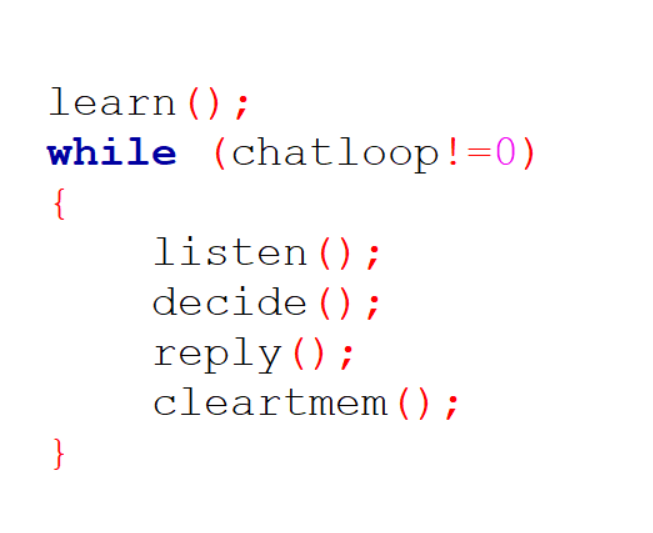 learn();
while (chatloop!=0)
{
    listen();
    decide();
    reply();
    cleartmem();
}